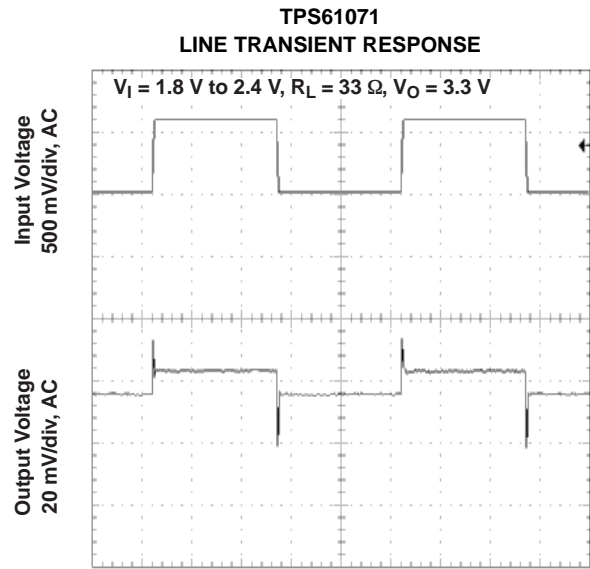 TPS61071
LINE TRANSIENT RESPONSE
V_I = 1.8 V to 2.4 V, R_L = 33 Ω, V_O = 3.3 V
Input Voltage
500 mV/div, AC
Output Voltage
20 mV/div, AC